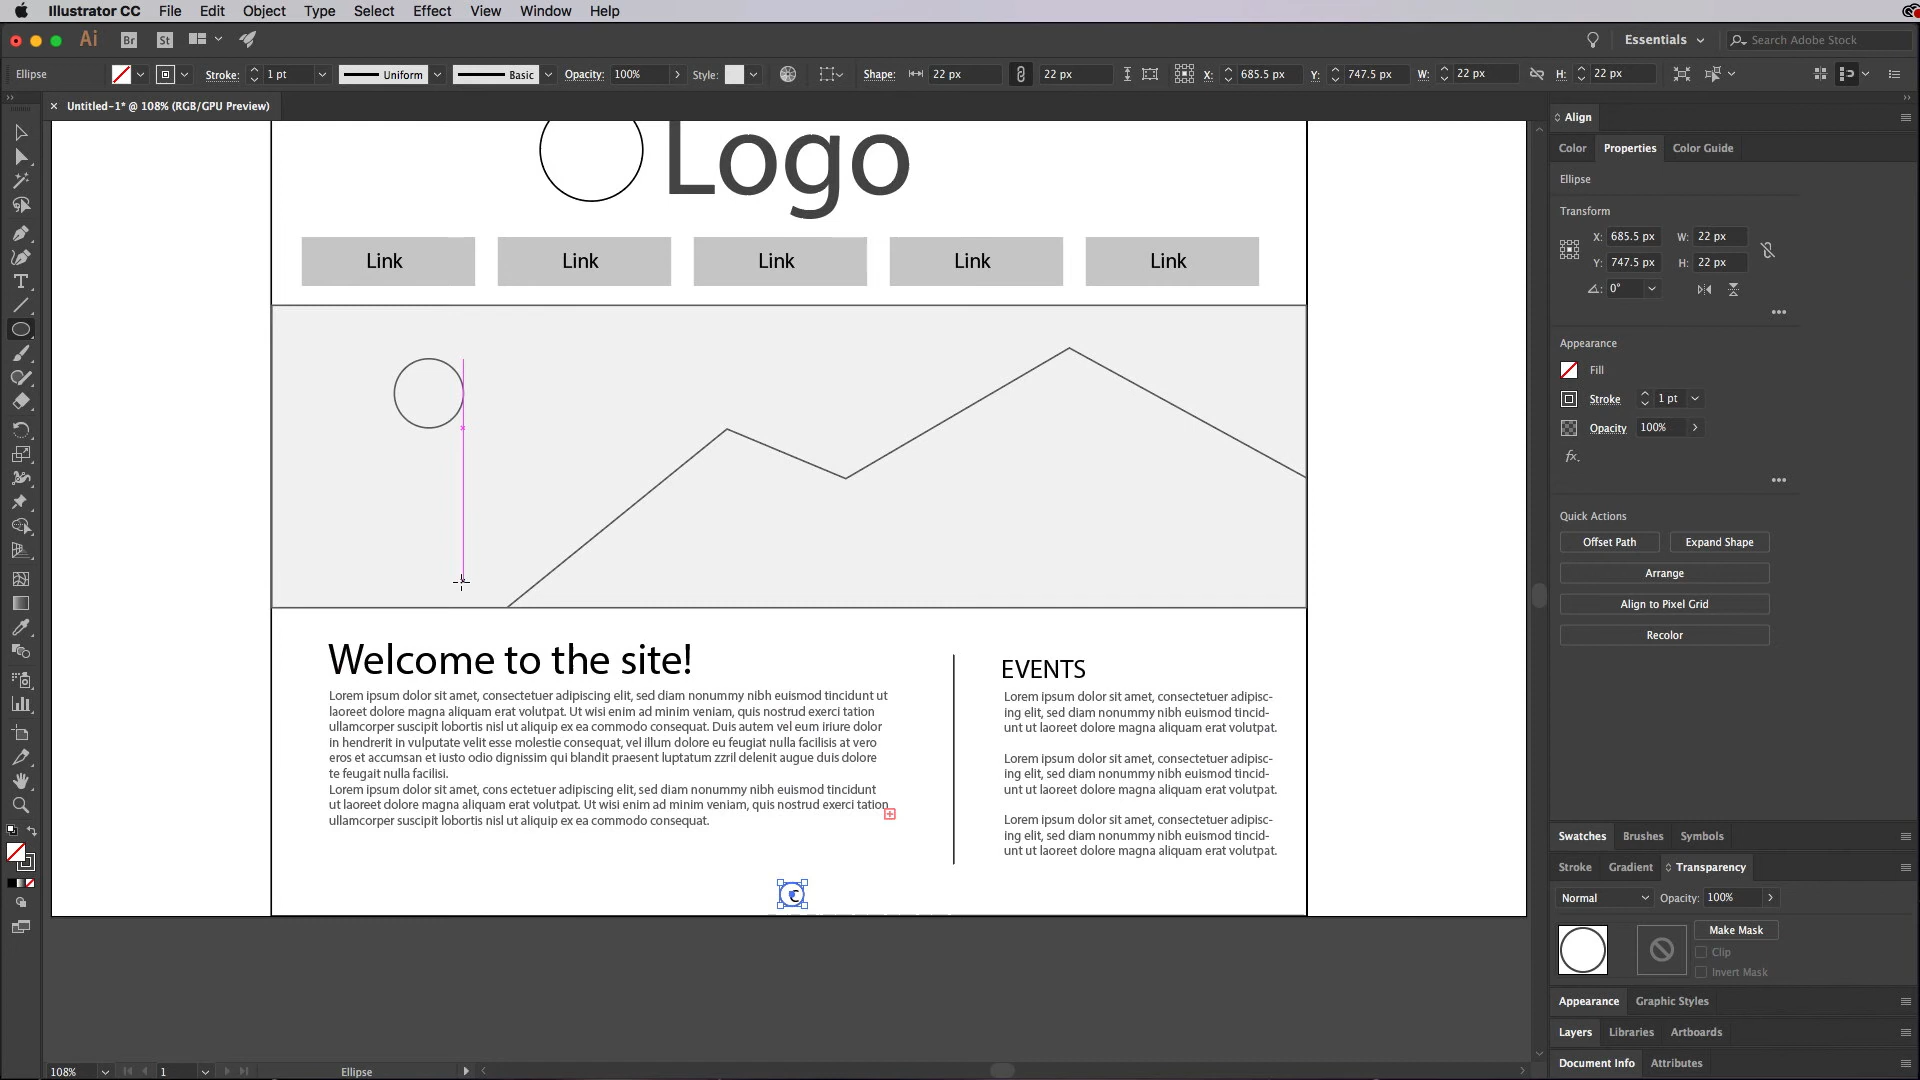 Illustrator CC File Edit Object Type Select Effect View Window Help
Ai Br St Essentials Search Adobe Stock
Ellipse Stroke: 1 pt Uniform Basic Opacity: 100% Style: Shape: 22 px 22 px X: 685.5 px Y: 747.5 px W: 22 px H: 22 px
Untitled-1* @ 108% (RGB/GPU Preview)
Logo
Link Link Link Link Link
Welcome to the site!
Lorem ipsum dolor sit amet, consectetuer adipiscing elit, sed diam nonummy nibh euismod tincidunt ut
laoreet dolore magna aliquam erat volutpat. Ut wisi enim ad minim veniam, quis nostrud exerci tation
ullamcorper suscipit lobortis nisl ut aliquip ex ea commodo consequat. Duis autem vel eum iriure dolor
in hendrerit in vulputate velit esse molestie consequat, vel illum dolore eu feugiat nulla facilisis at vero
eros et accumsan et iusto odio dignissim qui blandit praesent luptatum zzril delenit augue duis dolore
te feugait nulla facilisi.
Lorem ipsum dolor sit amet, cons ectetuer adipiscing elit, sed diam nonummy nibh euismod tincidunt
ut laoreet dolore magna aliquam erat volutpat. Ut wisi enim ad minim veniam, quis nostrud exerci tation
ullamcorper suscipit lobortis nisl ut aliquip ex ea commodo consequat.
EVENTS
Lorem ipsum dolor sit amet, consectetuer adipisc-
ing elit, sed diam nonummy nibh euismod tincid-
unt ut laoreet dolore magna aliquam erat volutpat.
Lorem ipsum dolor sit amet, consectetuer adipisc-
ing elit, sed diam nonummy nibh euismod tincid-
unt ut laoreet dolore magna aliquam erat volutpat.
Lorem ipsum dolor sit amet, consectetuer adipisc-
ing elit, sed diam nonummy nibh euismod tincid-
unt ut laoreet dolore magna aliquam erat volutpat.
C
108% 1 Ellipse
Align
Color Properties Color Guide
Ellipse
Transform
X: 685.5 px W: 22 px
Y: 747.5 px H: 22 px
0°
Appearance
Fill
Stroke 1 pt
Opacity 100%
fx.
Quick Actions
Offset Path Expand Shape
Arrange
Align to Pixel Grid
Recolor
Swatches Brushes Symbols
Stroke Gradient Transparency
Normal Opacity: 100%
Make Mask
Clip
Invert Mask
Appearance Graphic Styles
Layers Libraries Artboards
Document Info Attributes